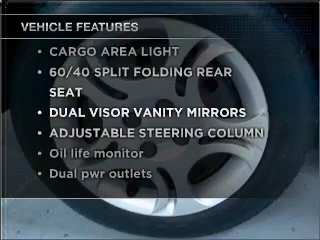 VEHICLE FEATURES
• CARGO AREA LIGHT
• 60/40 SPLIT FOLDING REAR
SEAT
• DUAL VISOR VANITY MIRRORS
• ADJUSTABLE STEERING COLUMN
• Oil life monitor
• Dual pwr outlets